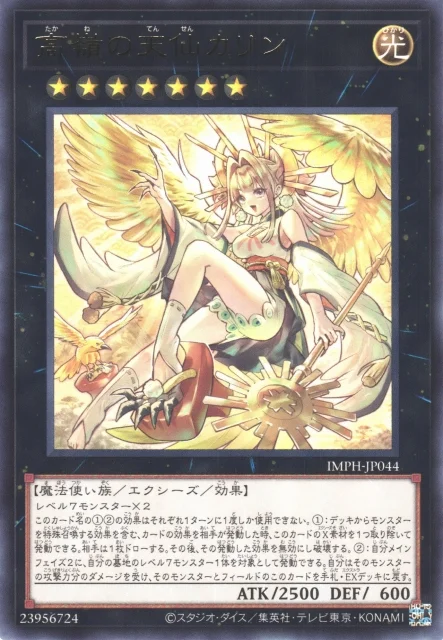 高嶺の天仙カリン
光
IMPH-JP044
【魔法使い族／エクシーズ／効果】
レベル７モンスター×２
このカード名の①②の効果はそれぞれ１ターンに１度しか使用できない。①：デッキからモンスター
を特殊召喚する効果を含む、カードの効果を相手が発動した時、このカードのX素材を１つ取り除いて
発動できる。相手は１枚ドローする。その後、その発動した効果を無効にし破壊する。②：自分メイン
フェイズ２に、自分の墓地のレベル７モンスター１体を対象として発動できる。自分はそのモンスター
の攻撃力分のダメージを受け、そのモンスターとフィールドのこのカードを手札・EXデッキに戻す。
ATK/2500 DEF/ 600
23956724
©スタジオ・ダイス／集英社・テレビ東京・KONAMI